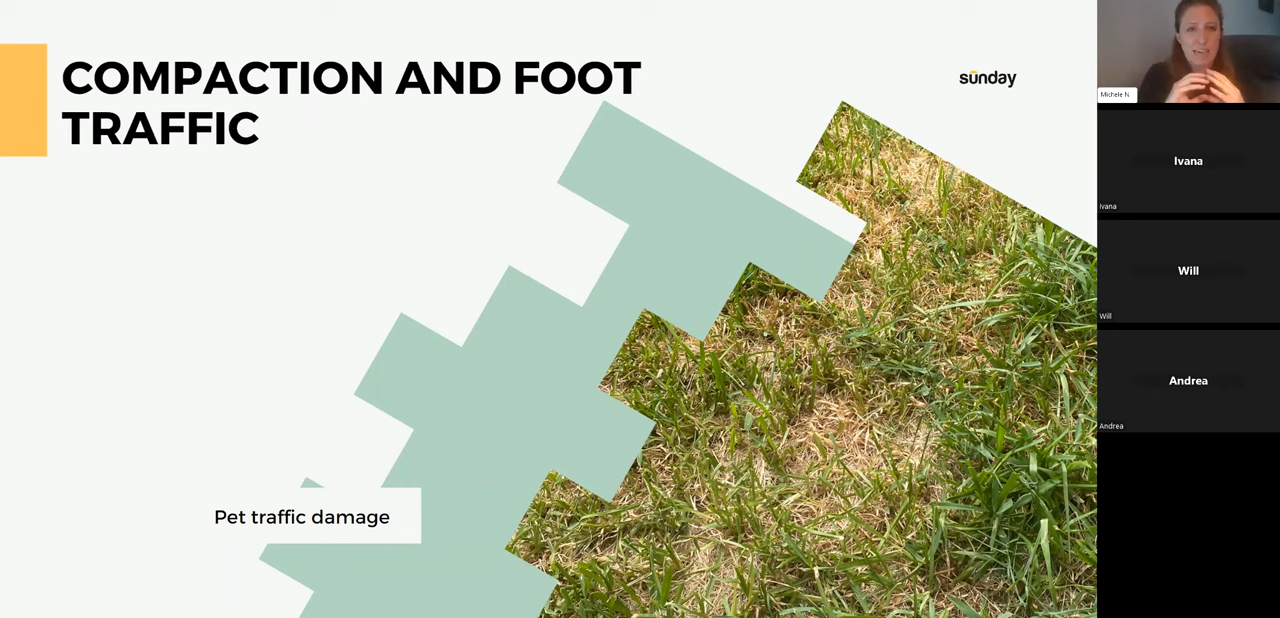 COMPACTION AND FOOT
TRAFFIC
sunday
Pet traffic damage
Michele N.
Ivana
Ivana
Will
Will
Andrea
Andrea